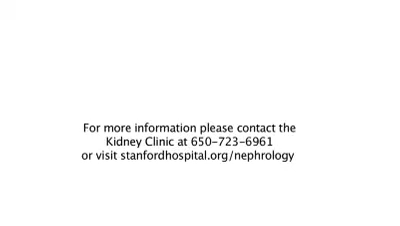 For more information please contact the
Kidney Clinic at 650-723-6961
or visit stanfordhospital.org/nephrology